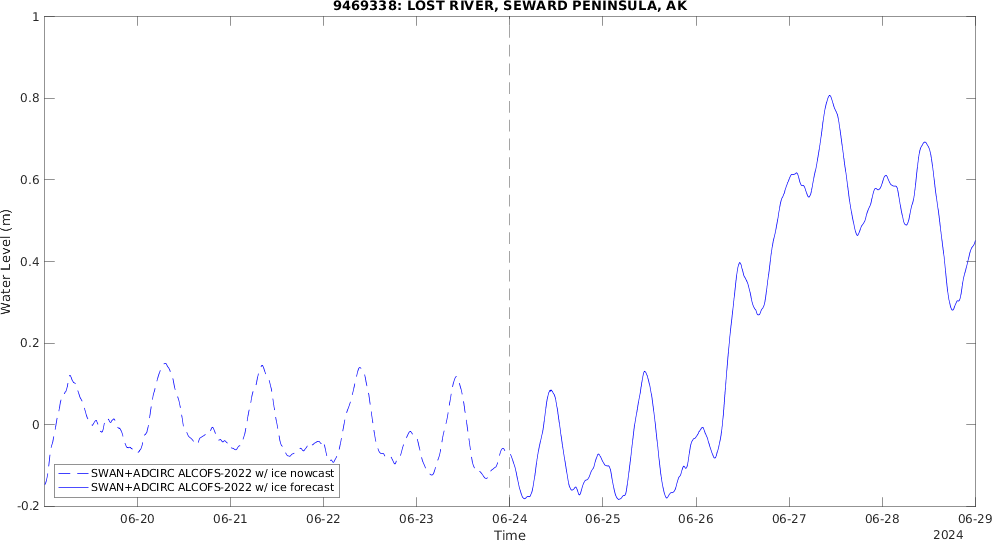 9469338: LOST RIVER, SEWARD PENINSULA, AK
1
0.8
0.6
0.4
0.2
0
-0.2
Water Level (m)
SWAN+ADCIRC ALCOFS-2022 w/ ice nowcast
SWAN+ADCIRC ALCOFS-2022 w/ ice forecast
06-20 06-21 06-22 06-23 06-24 06-25 06-26 06-27 06-28 06-29
Time
2024